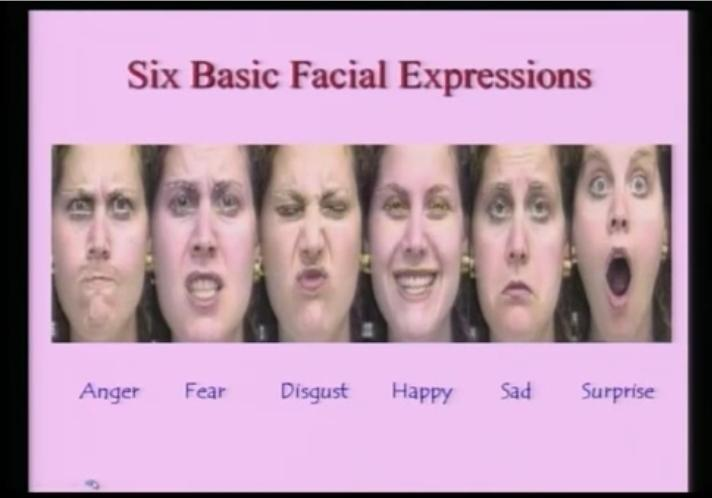 Six Basic Facial Expressions
Anger Fear Disgust Happy Sad Surprise